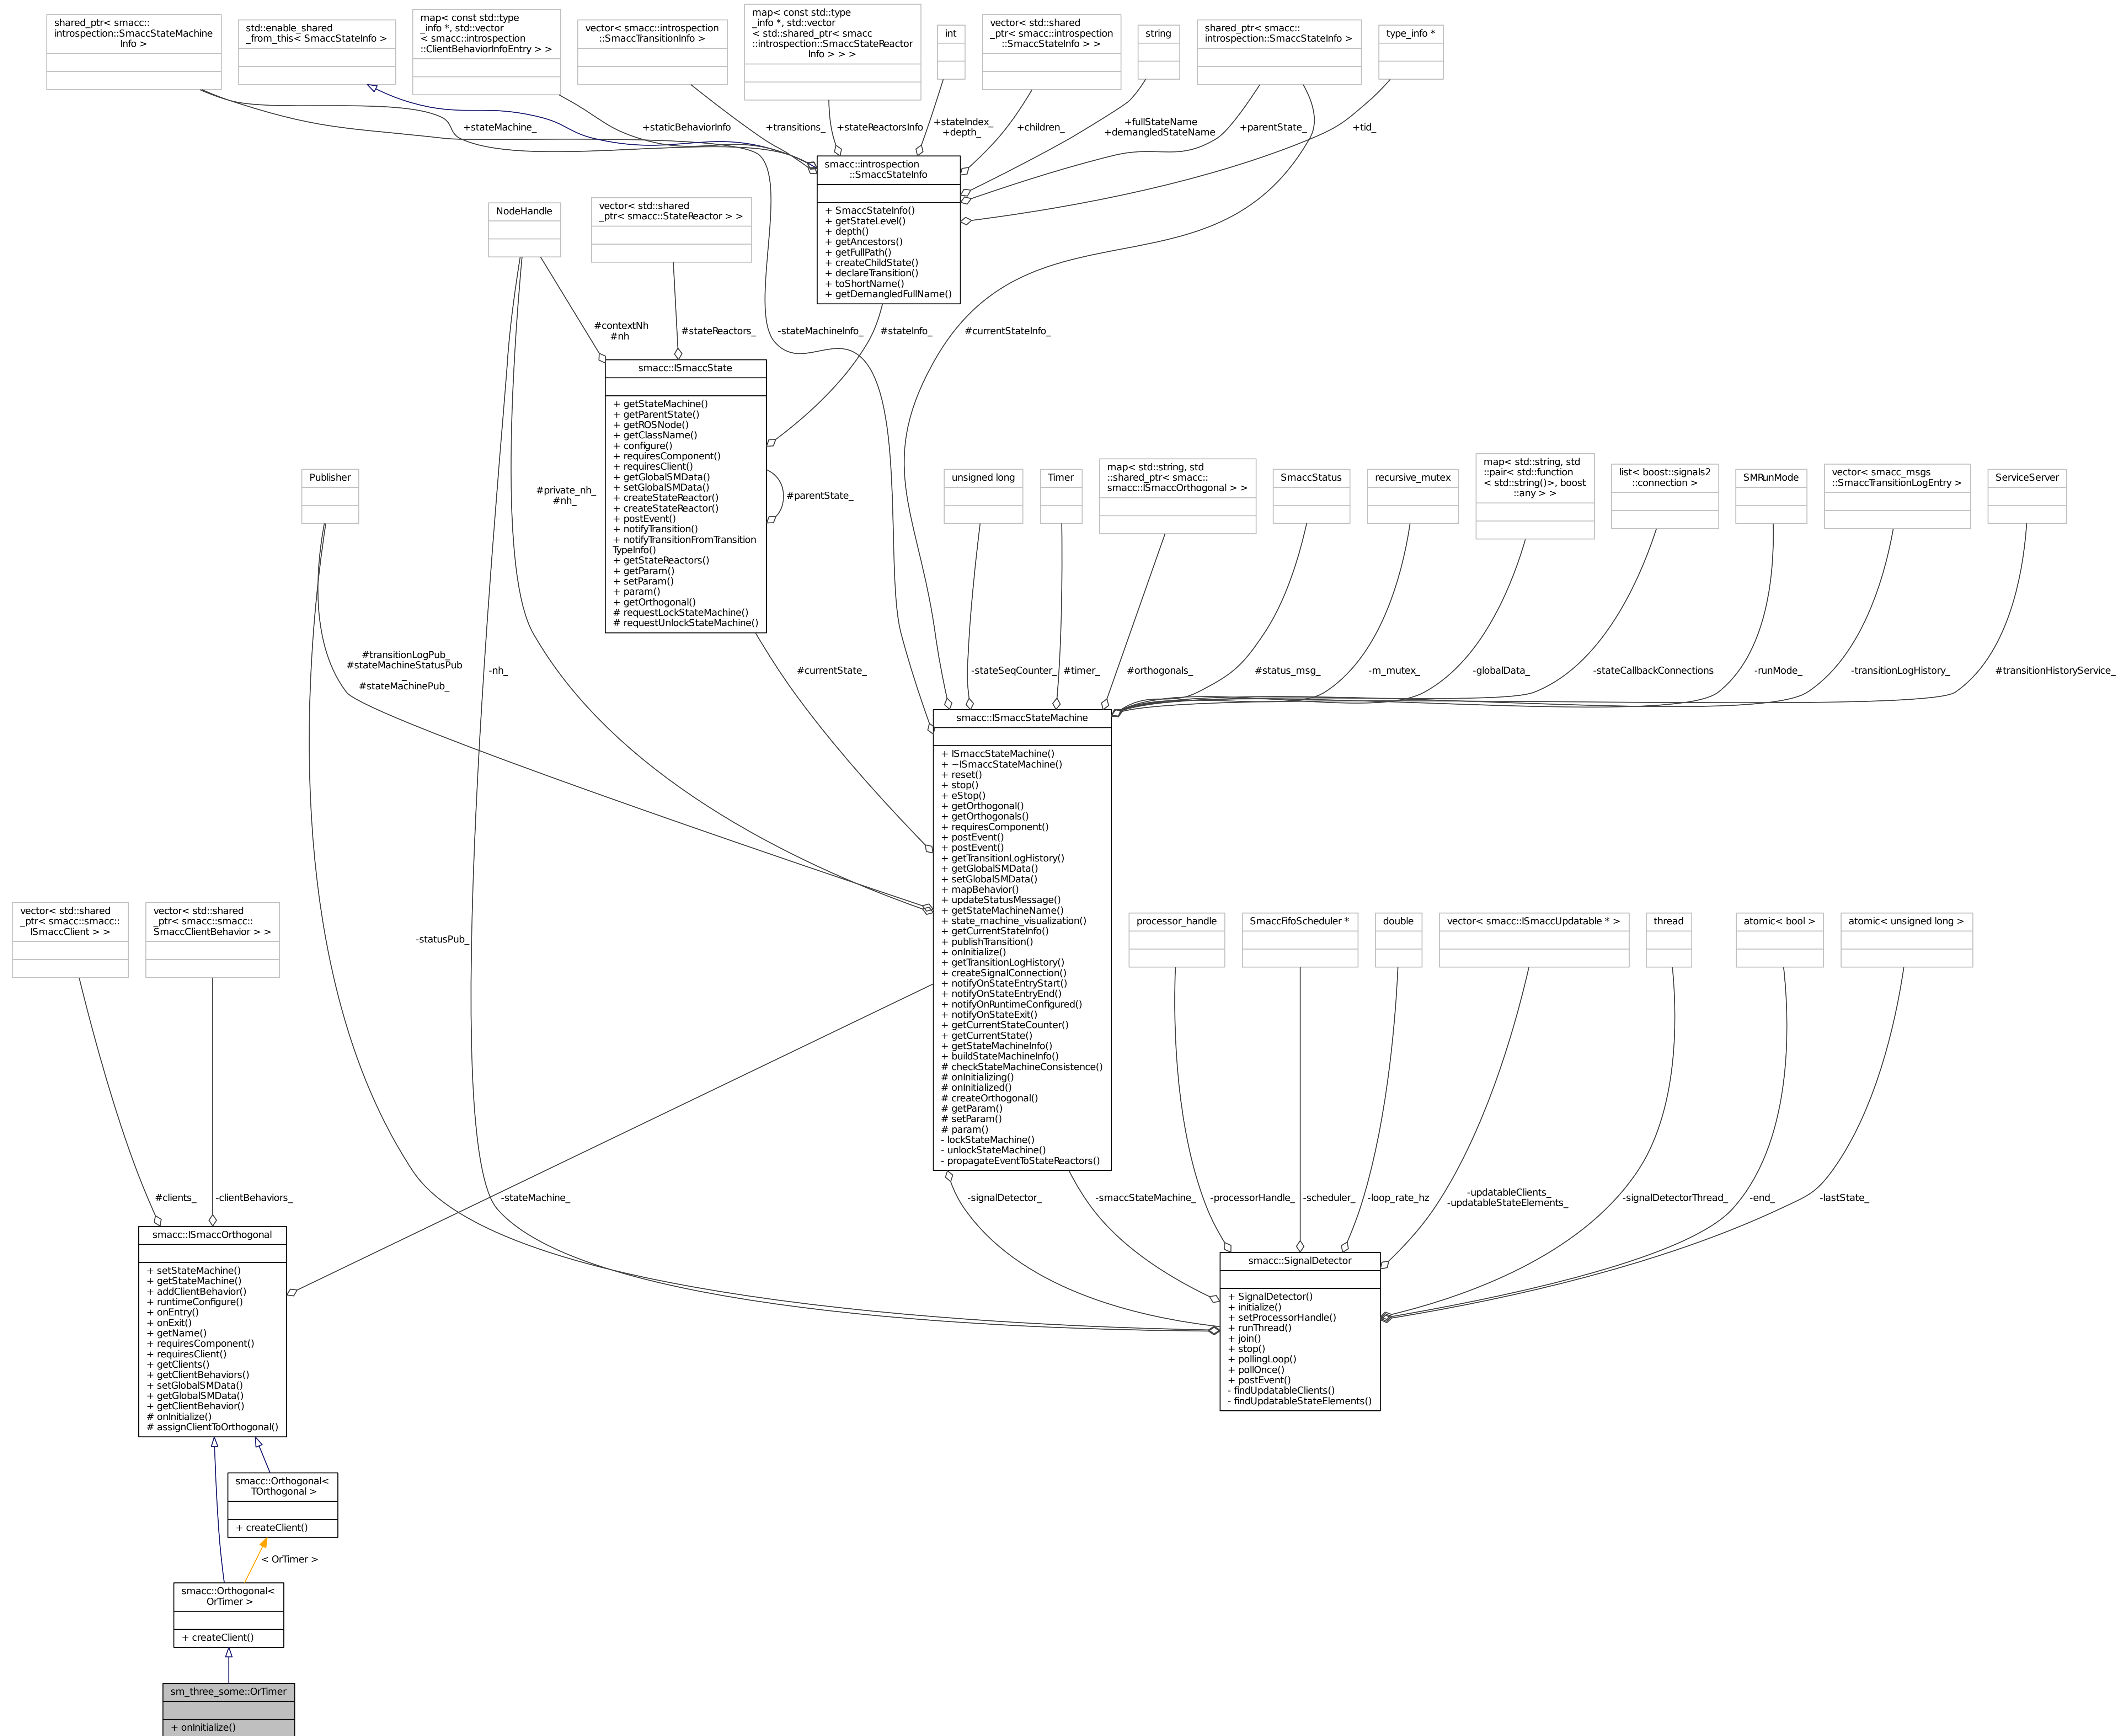 shared_ptr< smacc::
introspection::SmaccStateMachine
Info >
std::enable_shared
_from_this< SmaccStateInfo >
map< const std::type
_info *, std::vector
< smacc::introspection
::ClientBehaviorInfoEntry > >
vector< smacc::introspection
::SmaccTransitionInfo >
map< const std::type
_info *, std::vector
< std::shared_ptr< smacc
::introspection::SmaccStateReactor
Info > > >
int
vector< std::shared
_ptr< smacc::introspection
::SmaccStateInfo > >
string
shared_ptr< smacc::
introspection::SmaccStateInfo >
type_info *
+stateMachine_
+staticBehaviorInfo
+transitions_
+stateReactorsInfo
+stateIndex_
+depth_
+children_
+fullStateName
+demangledStateName
+parentState_
+tid_
smacc::introspection
::SmaccStateInfo
+ SmaccStateInfo()
+ getStateLevel()
+ depth()
+ getAncestors()
+ getFullPath()
+ createChildState()
+ declareTransition()
+ toShortName()
+ getDemangledFullName()
NodeHandle
vector< std::shared
_ptr< smacc::StateReactor > >
#contextNh
#nh
#stateReactors_
-stateMachineInfo_
#stateInfo_
#currentStateInfo_
smacc::ISmaccState
+ getStateMachine()
+ getParentState()
+ getROSNode()
+ getClassName()
+ configure()
+ requiresComponent()
+ requiresClient()
+ getGlobalSMData()
+ setGlobalSMData()
+ createStateReactor()
+ createStateReactor()
+ postEvent()
+ notifyTransition()
+ notifyTransitionFromTransition
TypeInfo()
+ getStateReactors()
+ getParam()
+ setParam()
+ param()
+ getOrthogonal()
# requestLockStateMachine()
# requestUnlockStateMachine()
#parentState_
#private_nh_
#nh_
Publisher
unsigned long
Timer
map< std::string, std
::shared_ptr< smacc::
smacc::ISmaccOrthogonal > >
SmaccStatus
recursive_mutex
map< std::string, std
::pair< std::function
< std::string()>, boost
::any > >
list< boost::signals2
::connection >
SMRunMode
vector< smacc_msgs
::SmaccTransitionLogEntry >
ServiceServer
#transitionLogPub_
#stateMachineStatusPub
_
#stateMachinePub_
-nh_
#currentState_
-stateSeqCounter_
#timer_
#orthogonals_
#status_msg_
-m_mutex_
-globalData_
-stateCallbackConnections
-runMode_
-transitionLogHistory_
#transitionHistoryService_
smacc::ISmaccStateMachine
+ ISmaccStateMachine()
+ ~ISmaccStateMachine()
+ reset()
+ stop()
+ eStop()
+ getOrthogonal()
+ getOrthogonals()
+ requiresComponent()
+ postEvent()
+ postEvent()
+ getTransitionLogHistory()
+ getGlobalSMData()
+ setGlobalSMData()
+ mapBehavior()
+ updateStatusMessage()
+ getStateMachineName()
+ state_machine_visualization()
+ getCurrentStateInfo()
+ publishTransition()
+ onInitialize()
+ getTransitionLogHistory()
+ createSignalConnection()
+ notifyOnStateEntryStart()
+ notifyOnStateEntryEnd()
+ notifyOnRuntimeConfigured()
+ notifyOnStateExit()
+ getCurrentStateCounter()
+ getCurrentState()
+ getStateMachineInfo()
+ buildStateMachineInfo()
# checkStateMachineConsistence()
# onInitializing()
# onInitialized()
# createOrthogonal()
# getParam()
# setParam()
# param()
- lockStateMachine()
- unlockStateMachine()
- propagateEventToStateReactors()
vector< std::shared
_ptr< smacc::smacc::
ISmaccClient > >
vector< std::shared
_ptr< smacc::smacc::
SmaccClientBehavior > >
-statusPub_
processor_handle
SmaccFifoScheduler *
double
vector< smacc::ISmaccUpdatable * >
thread
atomic< bool >
atomic< unsigned long >
#clients_
-clientBehaviors_
-stateMachine_
-signalDetector_
-smaccStateMachine_
-processorHandle_
-scheduler_
-loop_rate_hz
-updatableClients_
-updatableStateElements_
-signalDetectorThread_
-end_
-lastState_
smacc::ISmaccOrthogonal
+ setStateMachine()
+ getStateMachine()
+ addClientBehavior()
+ runtimeConfigure()
+ onEntry()
+ onExit()
+ getName()
+ requiresComponent()
+ requiresClient()
+ getClients()
+ getClientBehaviors()
+ setGlobalSMData()
+ getGlobalSMData()
+ getClientBehavior()
# onInitialize()
# assignClientToOrthogonal()
smacc::SignalDetector
+ SignalDetector()
+ initialize()
+ setProcessorHandle()
+ runThread()
+ join()
+ stop()
+ pollingLoop()
+ pollOnce()
+ postEvent()
- findUpdatableClients()
- findUpdatableStateElements()
smacc::Orthogonal<
TOrthogonal >
+ createClient()
< OrTimer >
smacc::Orthogonal<
OrTimer >
+ createClient()
sm_three_some::OrTimer
+ onInitialize()